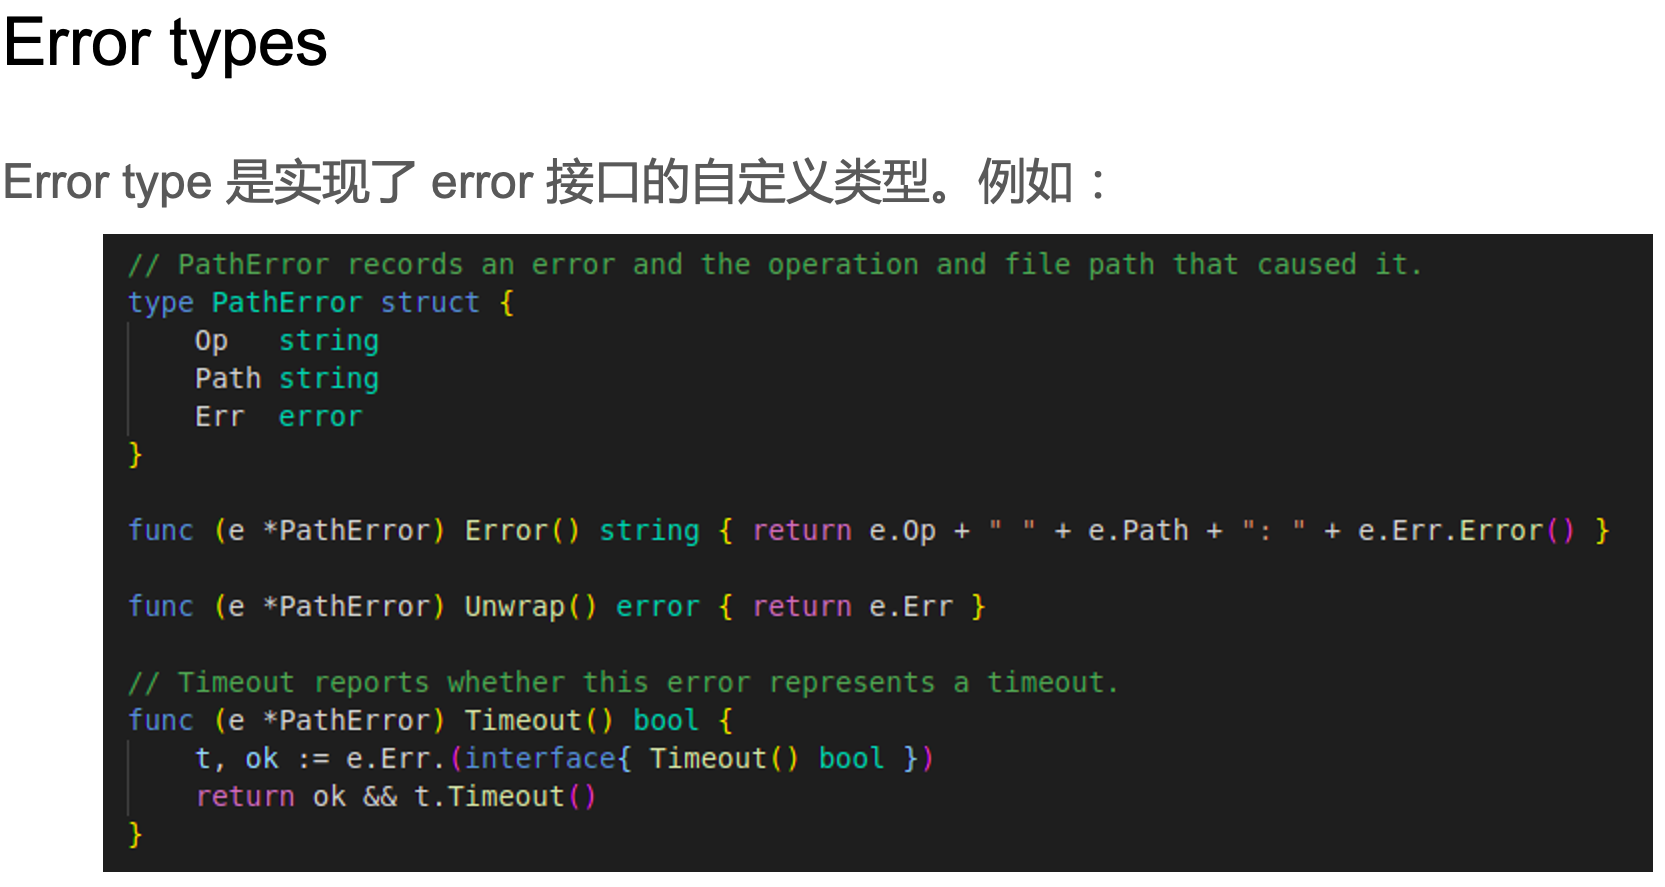 Error types
Error type 是实现了 error 接口的自定义类型。例如：
// PathError records an error and the operation and file path that caused it.
type PathError struct {
    Op   string
    Path string
    Err  error
}
func (e *PathError) Error() string { return e.Op + " " + e.Path + ": " + e.Err.Error() }
func (e *PathError) Unwrap() error { return e.Err }
// Timeout reports whether this error represents a timeout.
func (e *PathError) Timeout() bool {
    t, ok := e.Err.(interface{ Timeout() bool })
    return ok && t.Timeout()
}